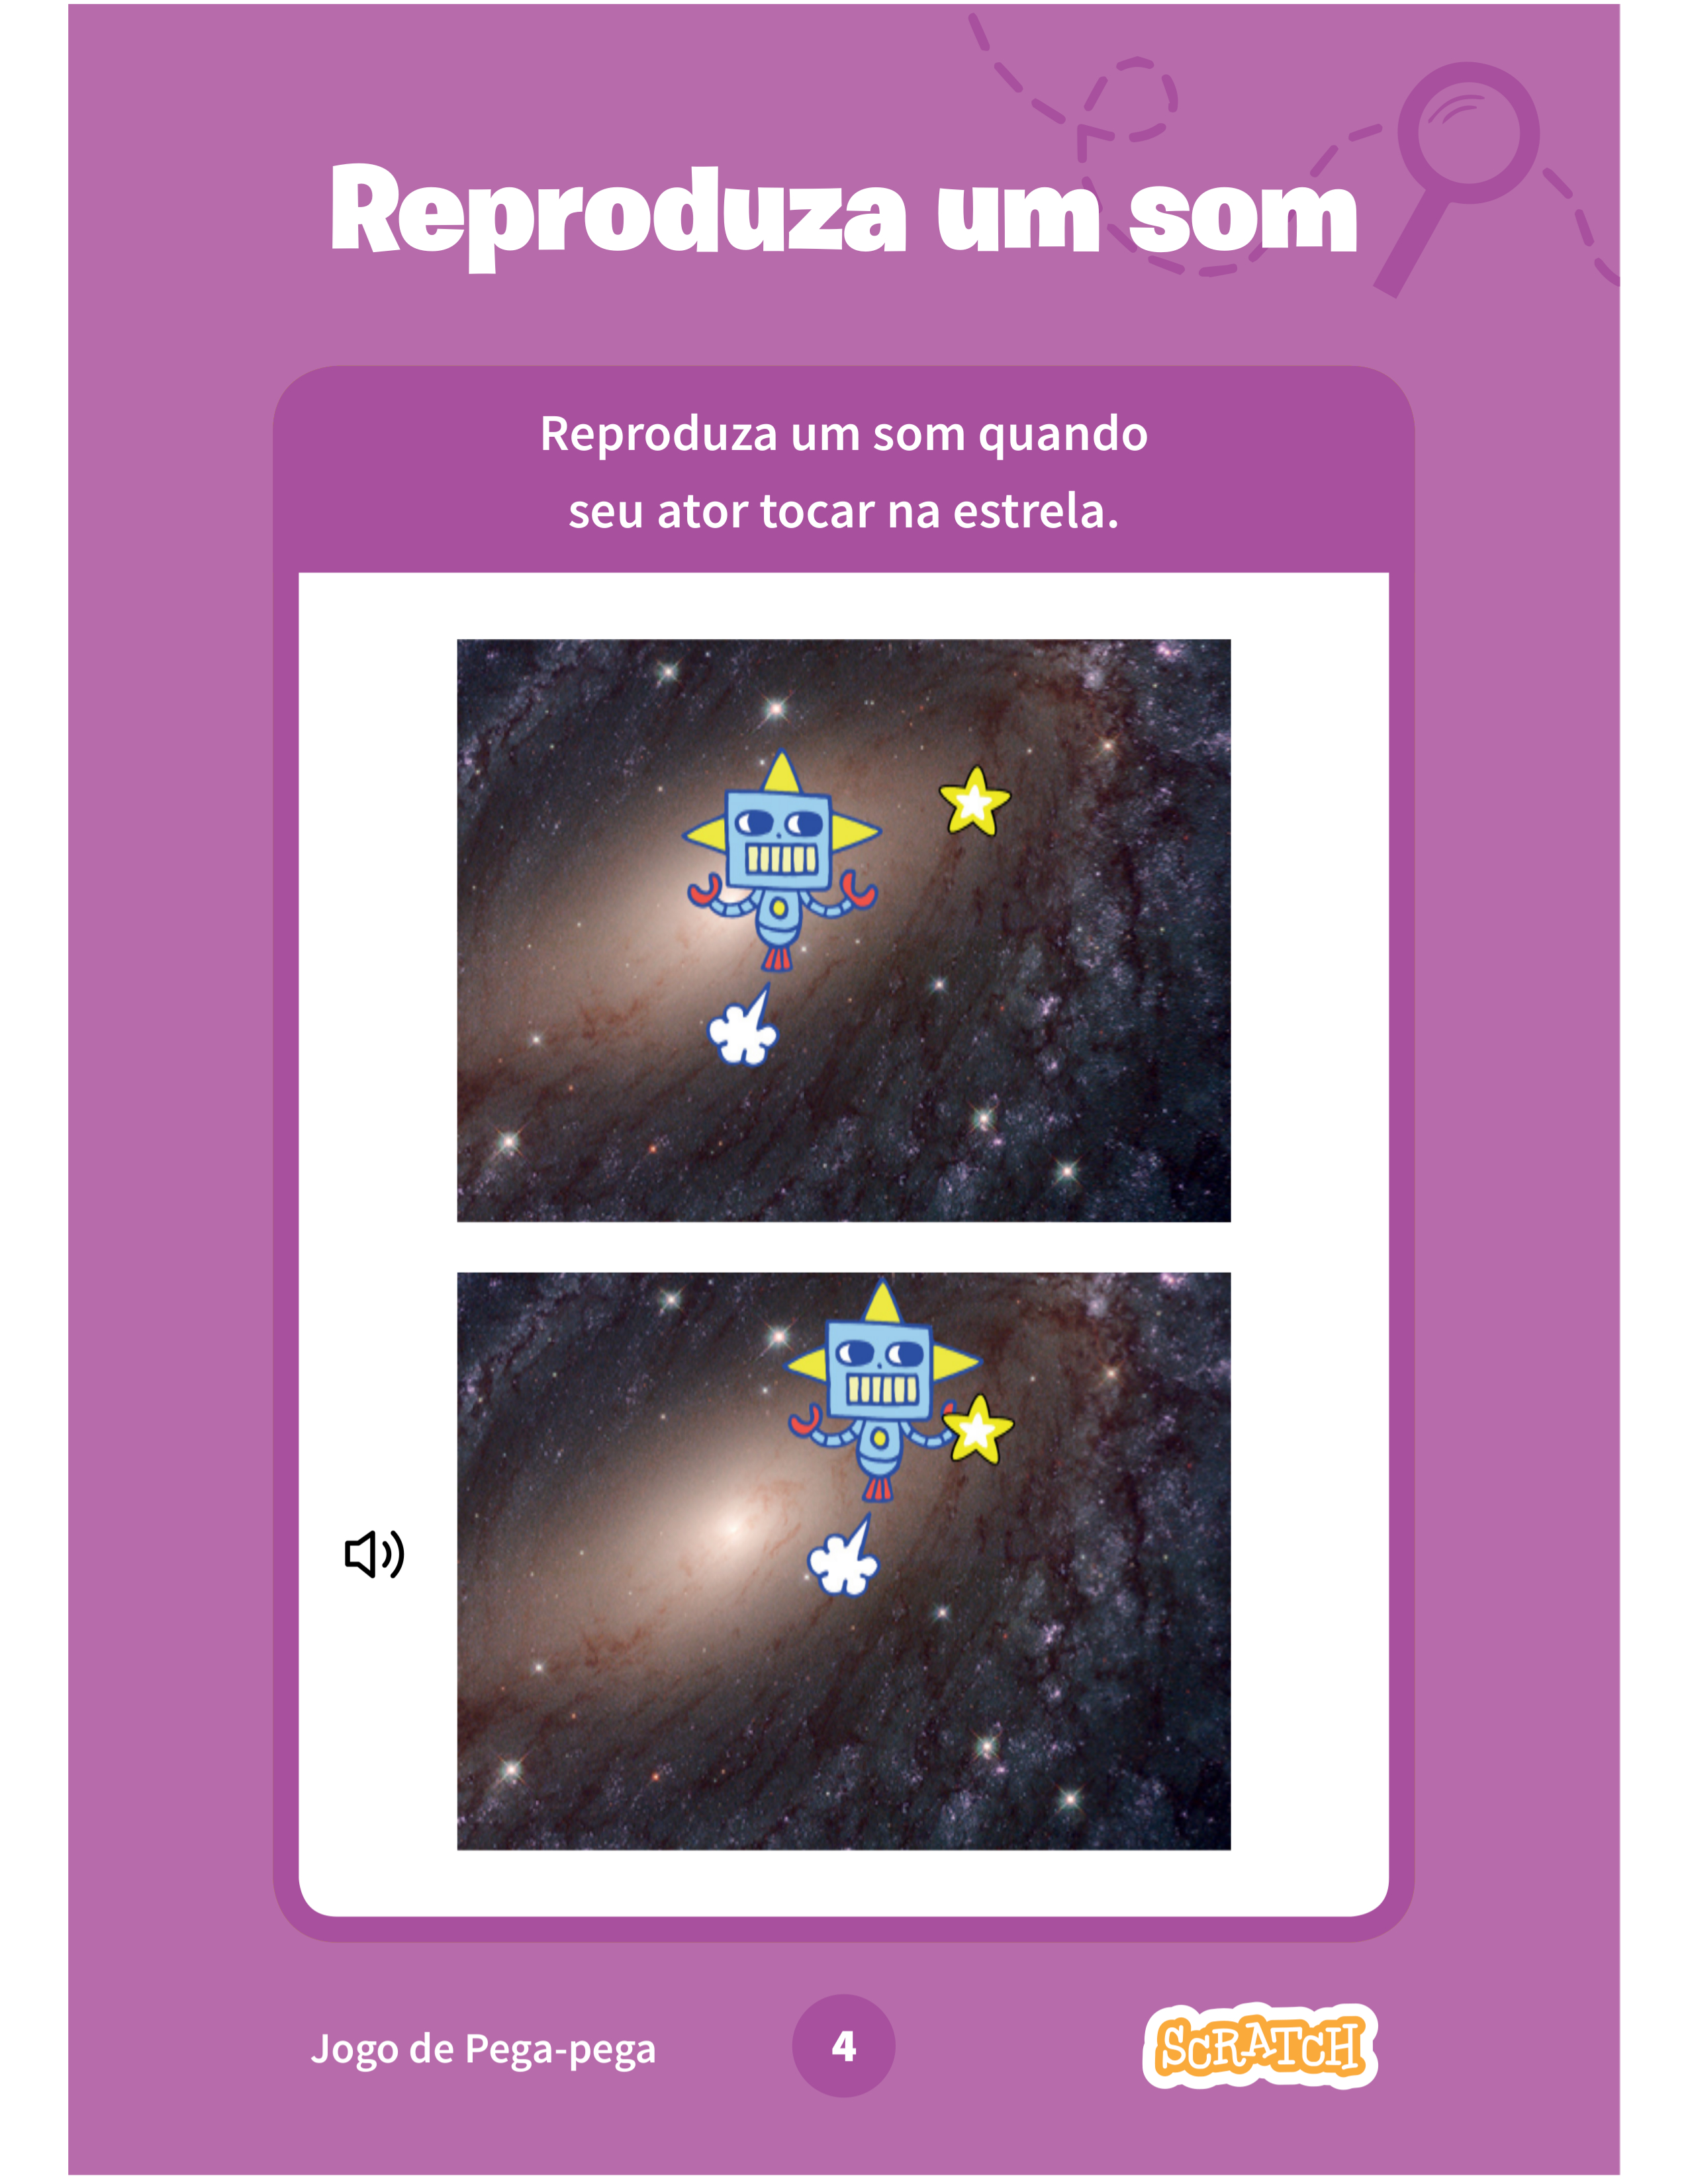 Reproduza um som
Reproduza um som quando
seu ator tocar na estrela.
Jogo de Pega-pega
4
SCRATCH